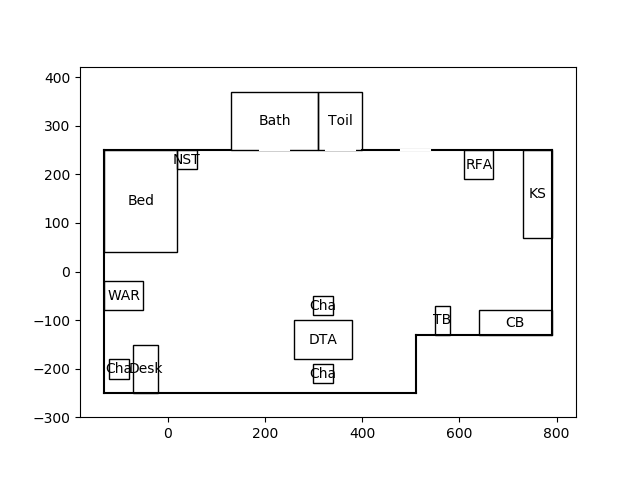 400
300
200
100
0
−100
−200
−300
0
200
400
600
800
Bath
Toil
NST
RFA
Bed
KS
WAR
Cha
TB
CB
DTA
Cha
Desk
Cha